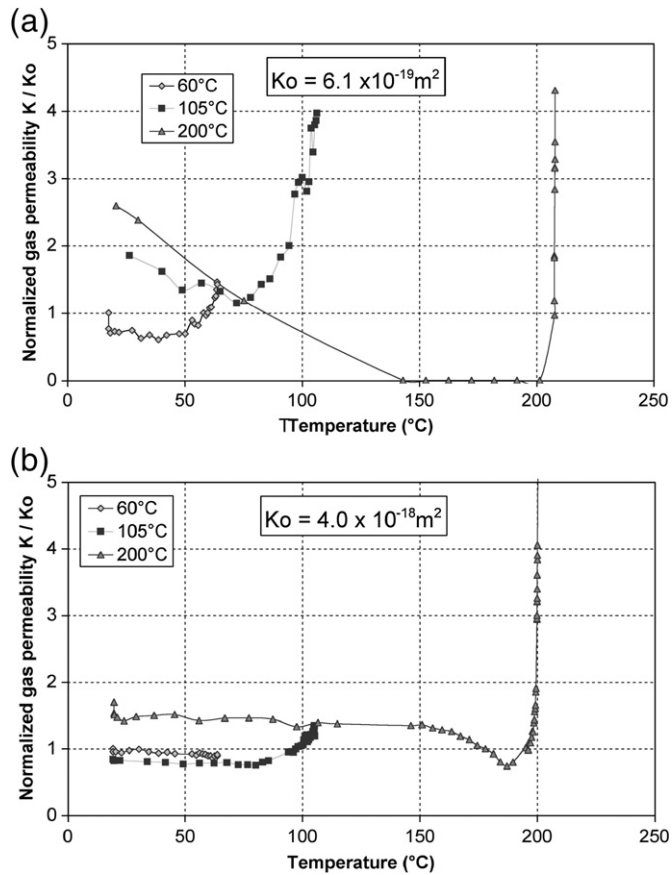 (a)
5
4
3
2
1
0
Normalized gas permeability K / Ko
60°C
105°C
200°C
Ko = 6.1 x10⁻¹⁹m²
0 50 100 150 200 250
TTemperature (°C)
(b)
5
4
3
2
1
0
Normalized gas permeability K / Ko
60°C
105°C
200°C
Ko = 4.0 x 10⁻¹⁸m²
0 50 100 150 200 250
Temperature (°C)